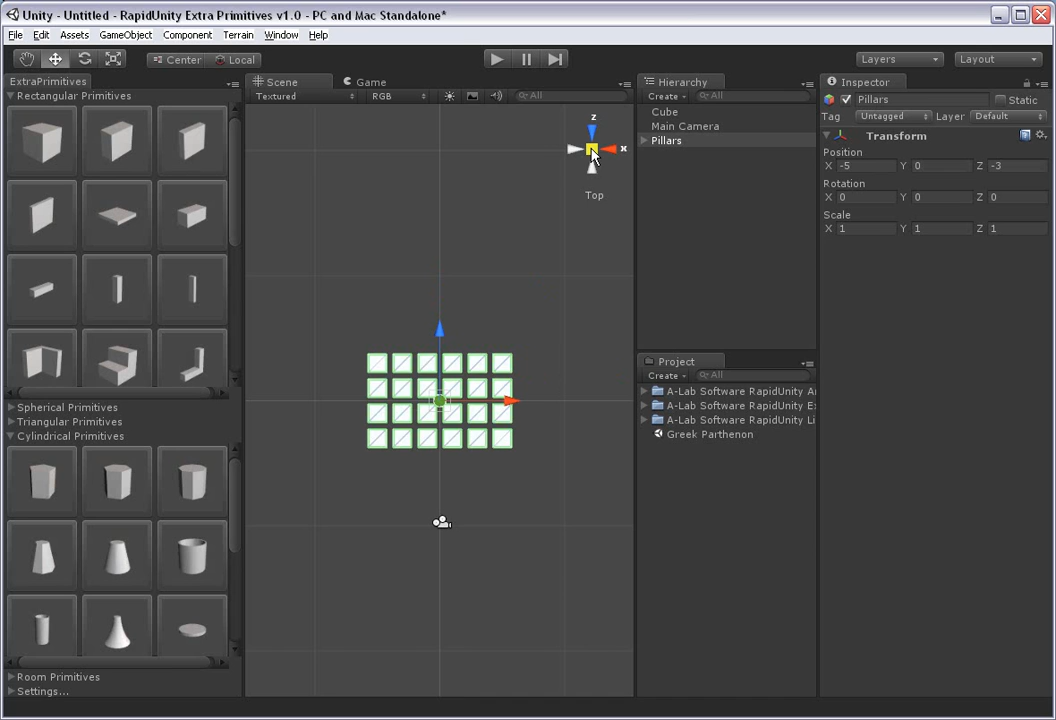 Unity - Untitled - RapidUnity Extra Primitives v1.0 - PC and Mac Standalone*
File Edit Assets GameObject Component Terrain Window Help
Center Local Layers Layout
ExtraPrimitives
Rectangular Primitives
Spherical Primitives
Triangular Primitives
Cylindrical Primitives
Room Primitives
Settings...
Scene Game
Textured RGB All
z
x
Top
Hierarchy
Create All
Cube
Main Camera
Pillars
Project
Create All
A-Lab Software RapidUnity Ar
A-Lab Software RapidUnity E
A-Lab Software RapidUnity Li
Greek Parthenon
Inspector
Pillars Static
Tag Untagged Layer Default
Transform
Position
X -5 Y 0 Z -3
Rotation
X 0 Y 0 Z 0
Scale
X 1 Y 1 Z 1